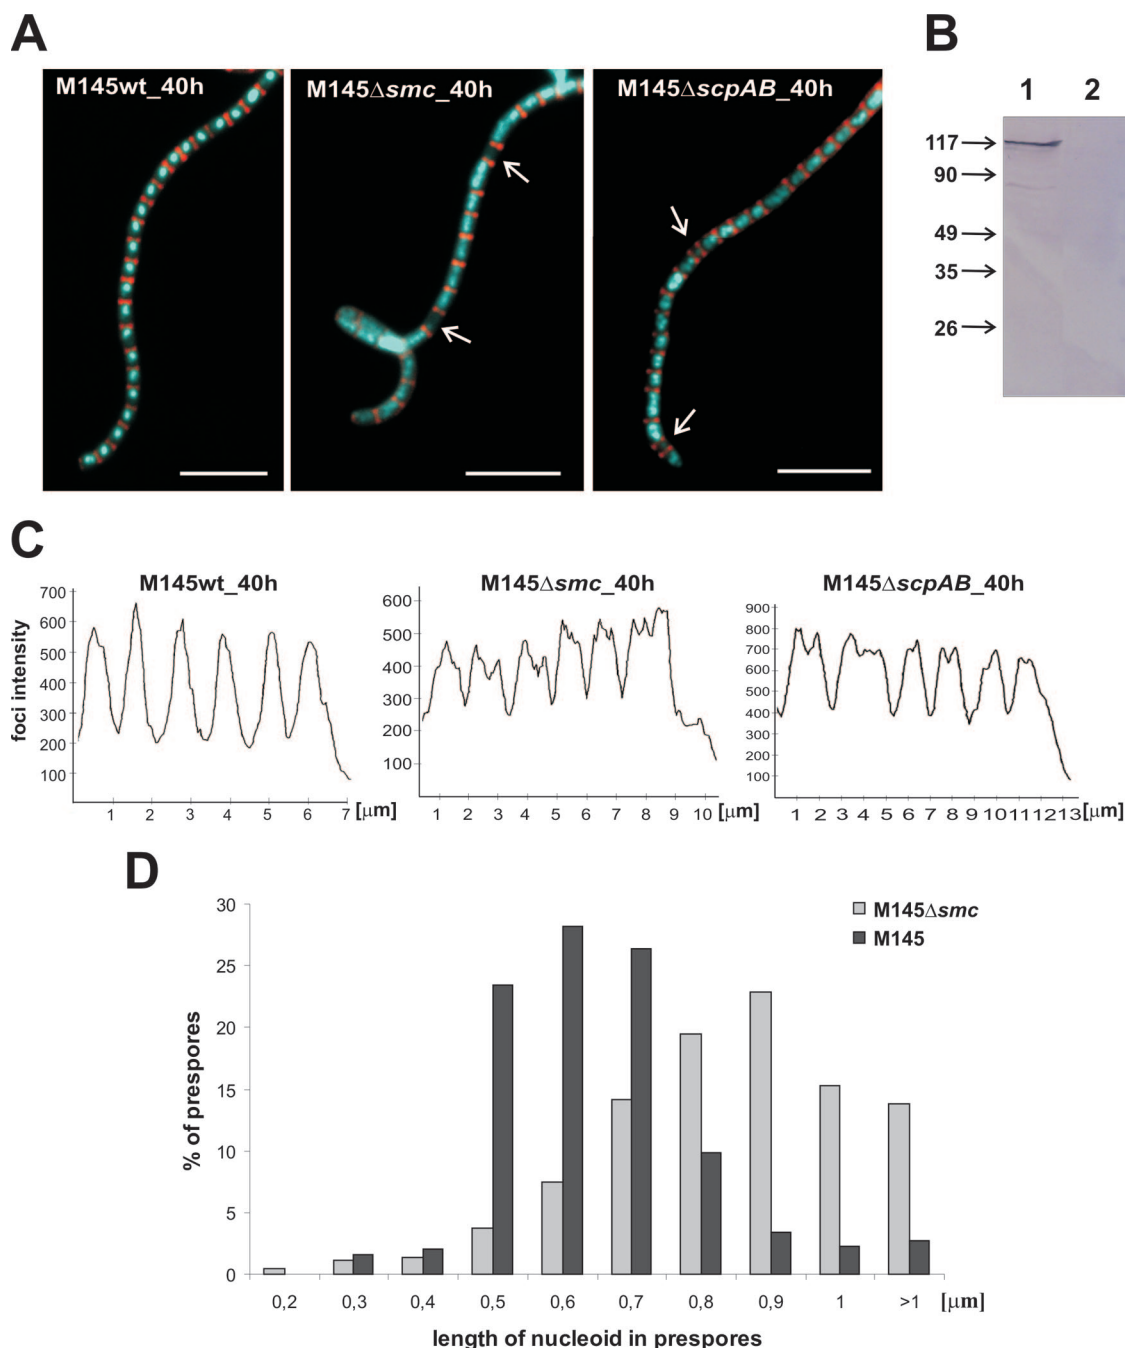 A
B
M145wt_40h
M145Δsmc_40h
M145ΔscpAB_40h
1 2
117
90
49
35
26
C
M145wt_40h
M145Δsmc_40h
M145ΔscpAB_40h
foci intensity
700
600
500
400
300
200
100
1 2 3 4 5 6 7 [μm]
600
500
400
300
200
100
1 2 3 4 5 6 7 8 9 10 [μm]
900
800
700
600
500
400
300
200
100
1 2 3 4 5 6 7 8 9 10 11 12 13 [μm]
D
M145Δsmc
M145
% of prespores
30
25
20
15
10
5
0
0,2 0,3 0,4 0,5 0,6 0,7 0,8 0,9 1 >1 [μm]
length of nucleoid in prespores